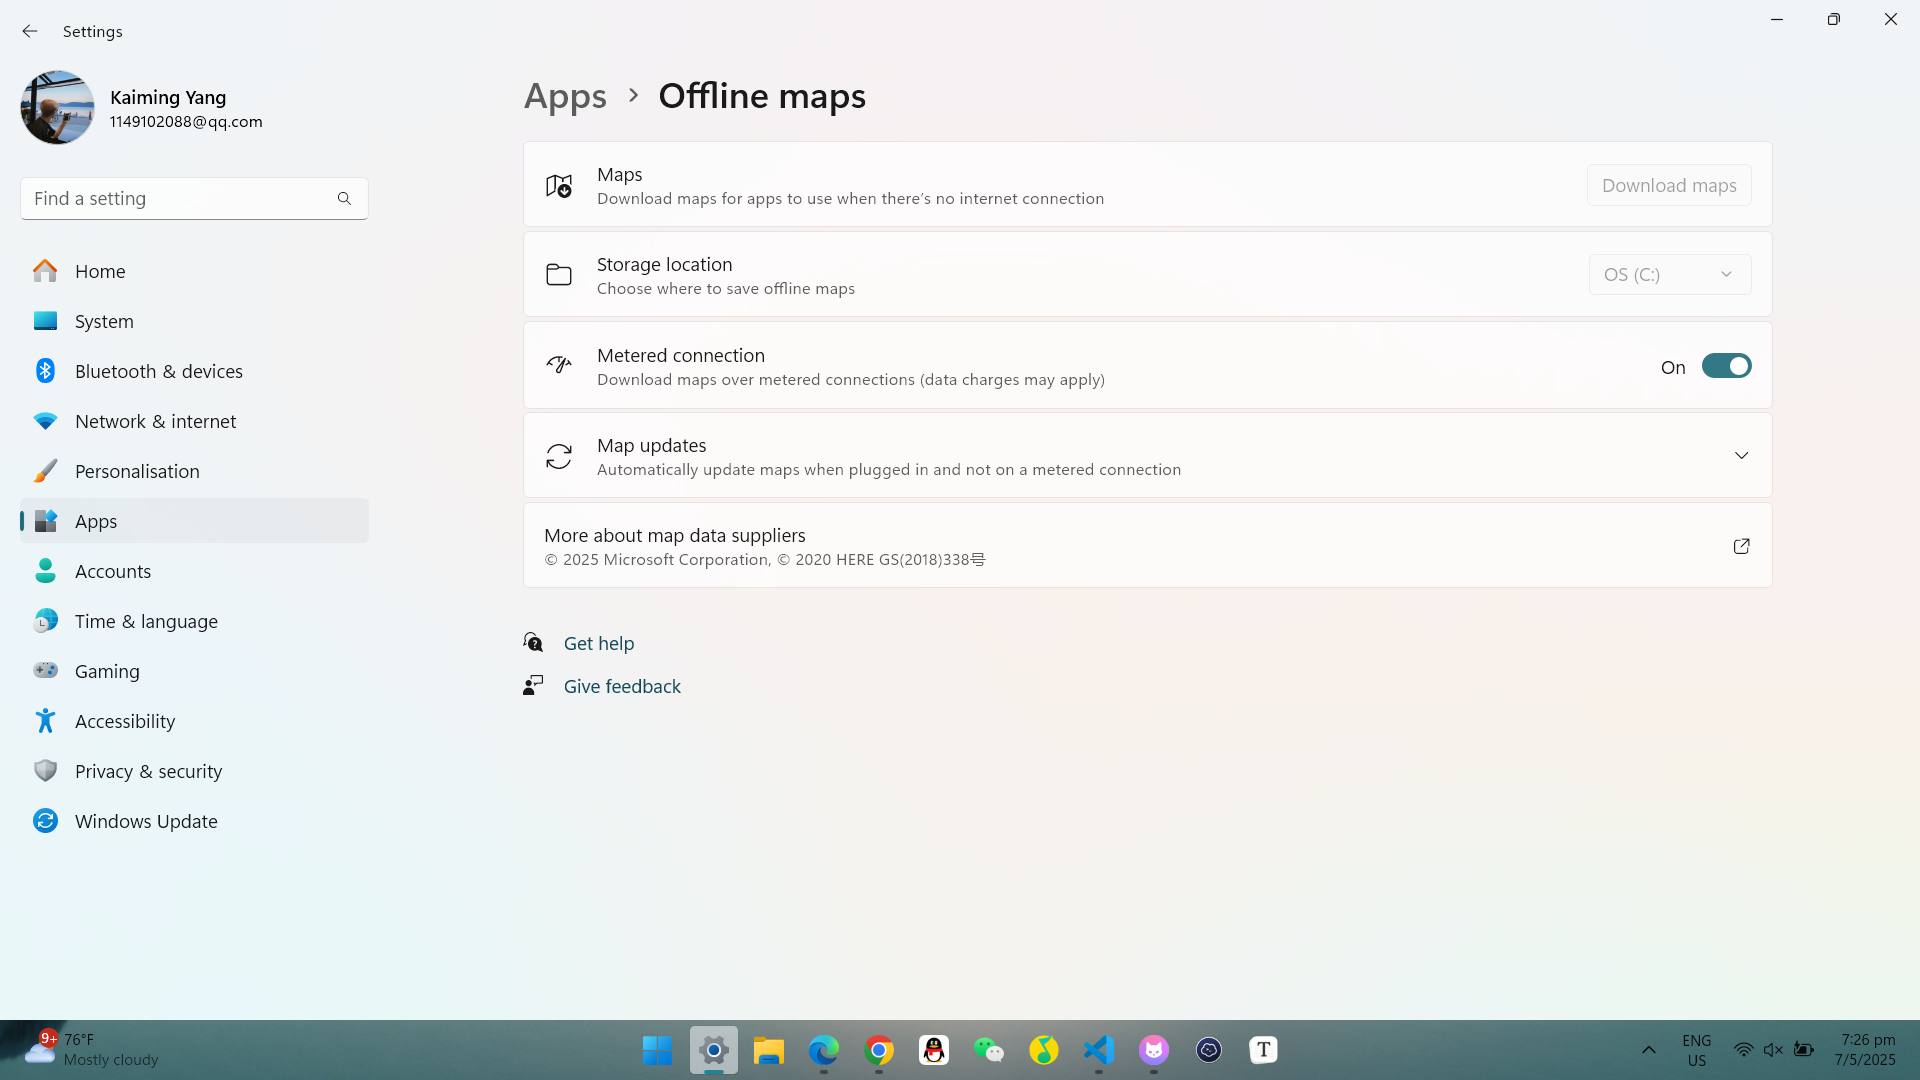 Settings
Kaiming Yang
1149102088@qq.com
Find a setting
Home
System
Bluetooth & devices
Network & internet
Personalisation
Apps
Accounts
Time & language
Gaming
Accessibility
Privacy & security
Windows Update
Apps > Offline maps
Maps
Download maps for apps to use when there's no internet connection
Download maps
Storage location
Choose where to save offline maps
OS (C:)
Metered connection
Download maps over metered connections (data charges may apply)
On
Map updates
Automatically update maps when plugged in and not on a metered connection
More about map data suppliers
© 2025 Microsoft Corporation, © 2020 HERE GS(2018)338号
Get help
Give feedback
9+
76°F
Mostly cloudy
T
ENG
US
7:26 pm
7/5/2025